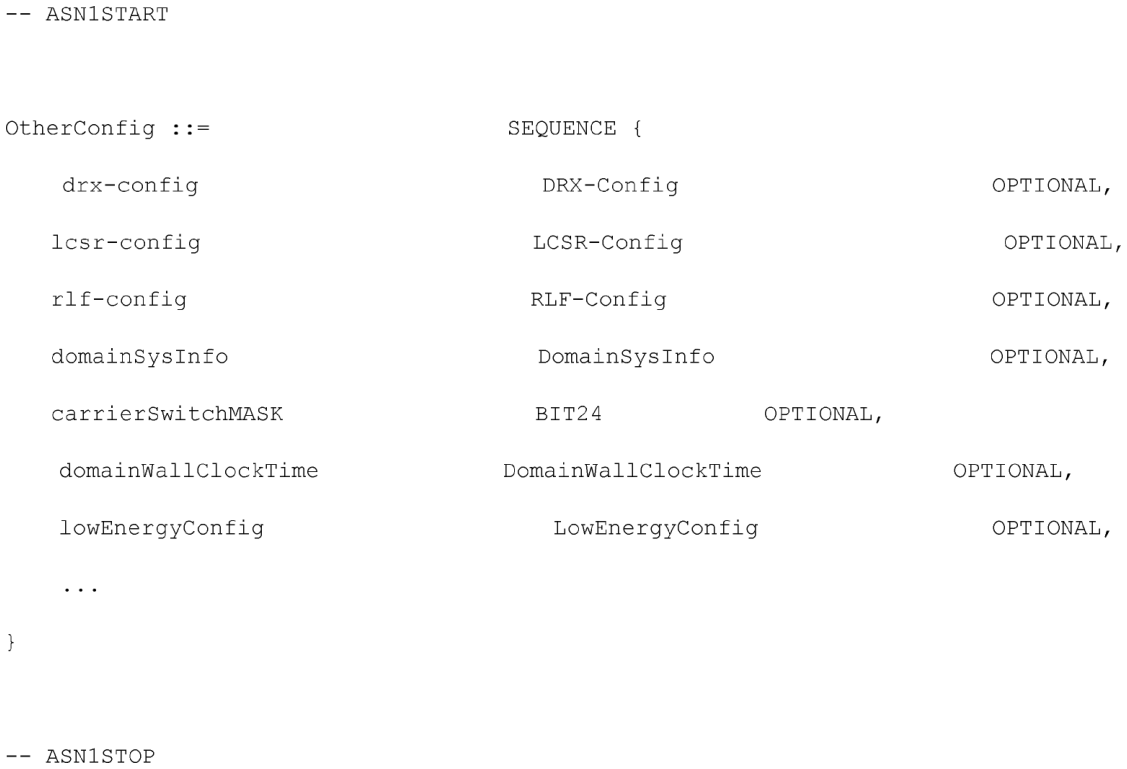 -- ASN1START
OtherConfig ::= SEQUENCE {
drx-config DRX-Config OPTIONAL,
lcsr-config LCSR-Config OPTIONAL,
rlf-config RLF-Config OPTIONAL,
domainSysInfo DomainSysInfo OPTIONAL,
carrierSwitchMASK BIT24 OPTIONAL,
domainWallClockTime DomainWallClockTime OPTIONAL,
lowEnergyConfig LowEnergyConfig OPTIONAL,
...
}
-- ASN1STOP